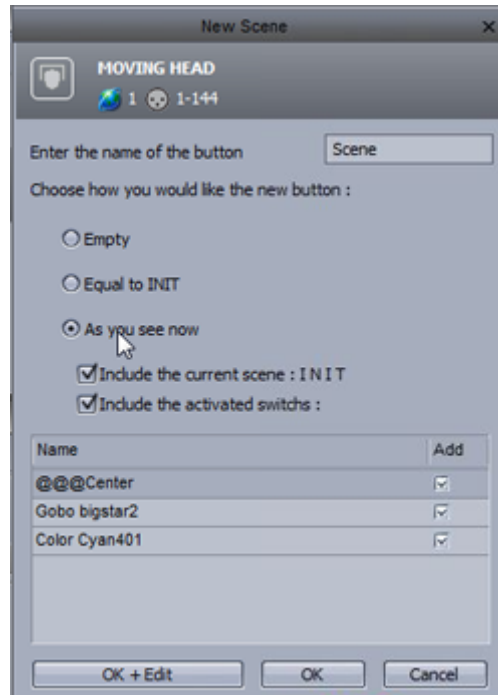 New Scene
MOVING HEAD
1 1-144
Enter the name of the button Scene
Choose how you would like the new button :
Empty
Equal to INIT
As you see now
Include the current scene : I N I T
Include the activated switchs :
Name Add
@@@Center
Gobo bigstar2
Color Cyan401
OK + Edit OK Cancel